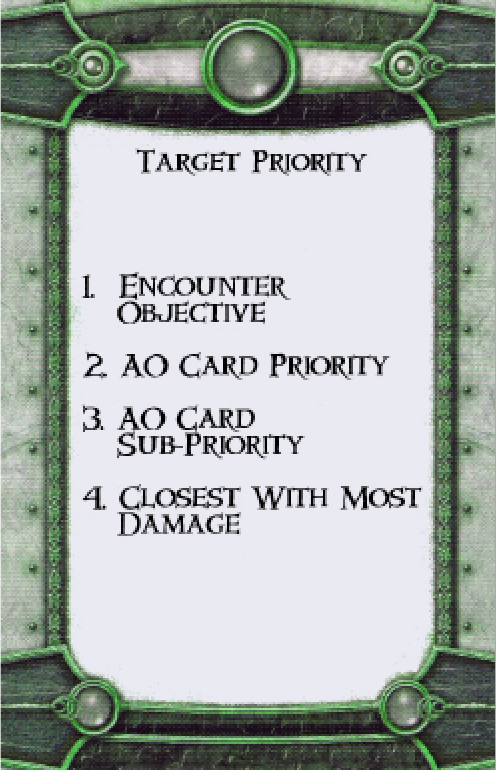 Target Priority
1. Encounter
Objective
2. AO Card Priority
3. AO Card
Sub-Priority
4. Closest With Most
Damage